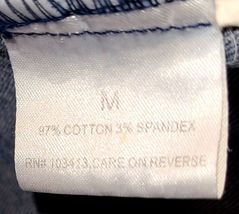 M
97% COTTON 3% SPANDEX
RN# 103413 CARE ON REVERSE